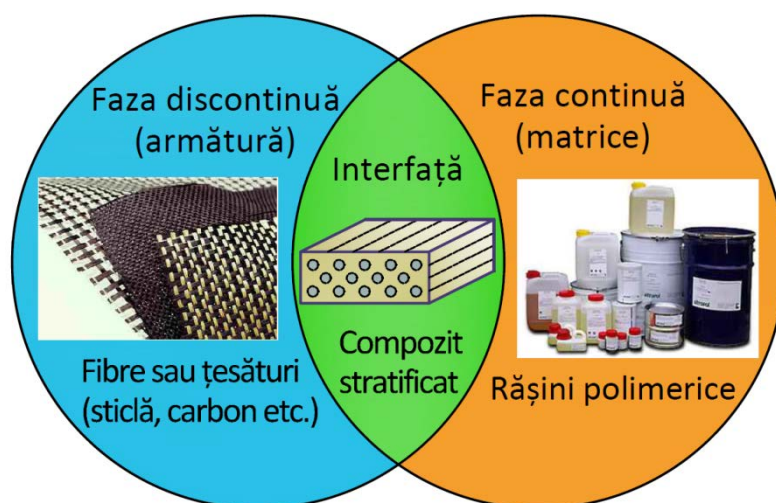 Faza discontinuă
(armătură)
Fibre sau țesături
(sticlă, carbon etc.)
Interfață
Compozit
stratificat
Faza continuă
(matrice)
Rășini polimerice